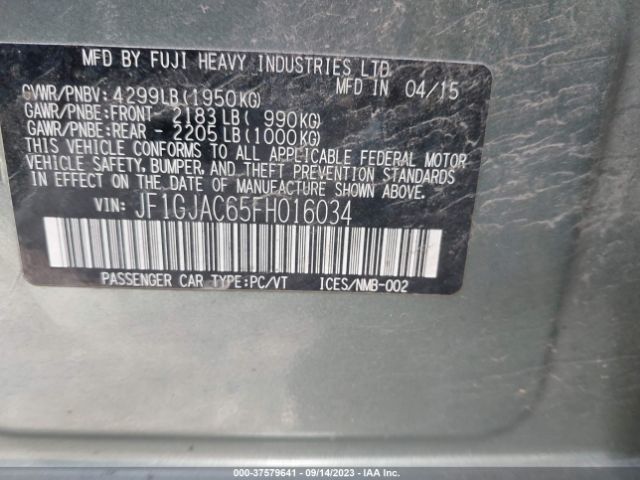 MFD BY FUJI HEAVY INDUSTRIES LTD
MFD IN 04/15
GVWR/PNBV: 4299LB(1950KG)
GAWR/PNBE:FRONT 2183LB( 990KG)
GAWR/PNBE:REAR - 2205LB(1000KG)
THIS VEHICLE CONFORMS TO ALL APPLICABLE FEDERAL MOTOR
VEHICLE SAFETY, BUMPER, AND THEFT PREVENTION STANDARDS
IN EFFECT ON THE DATE OF MANUFACTURE SHOWN ABOVE.
VIN: JF1GJAC65FH016034
PASSENGER CAR TYPE:PC/VT ICES/NMB-002
000-37579641 - 09/14/2023 - IAA Inc.